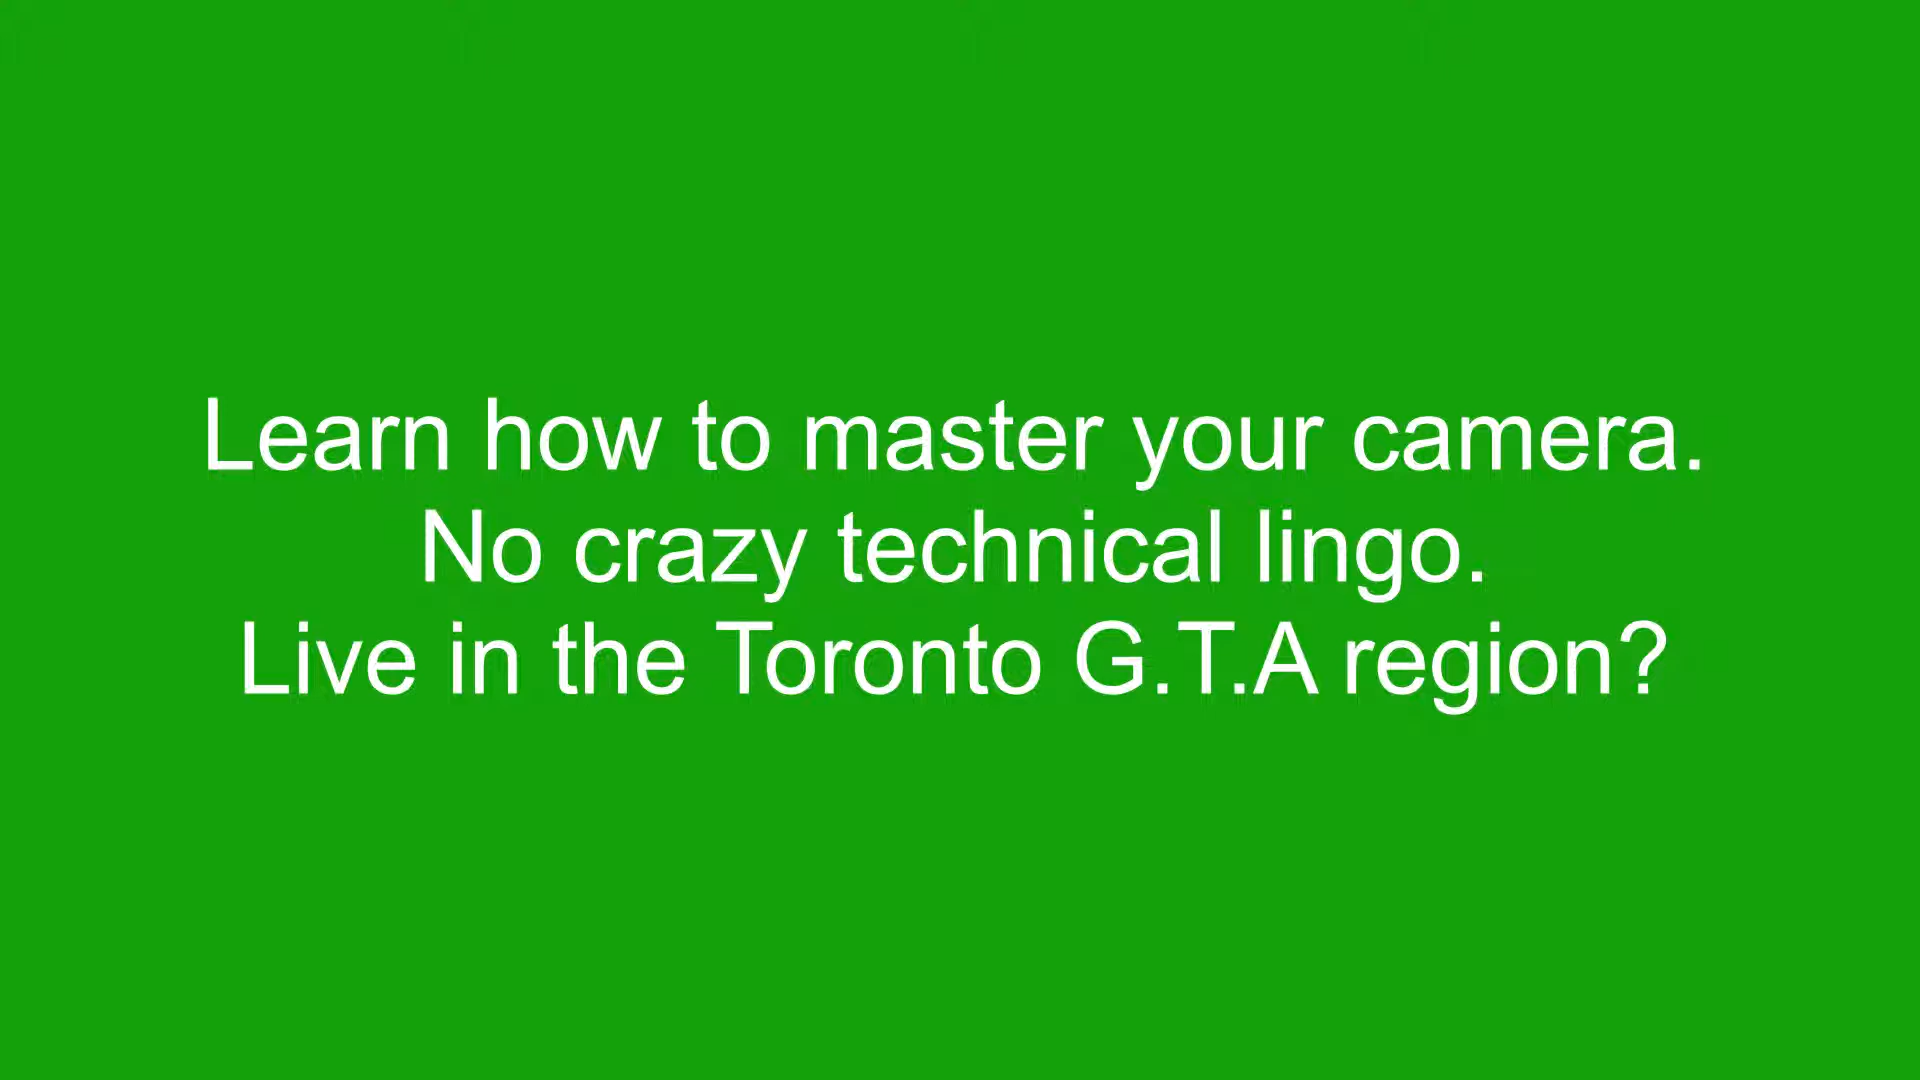 Learn how to master your camera.
No crazy technical lingo.
Live in the Toronto G.T.A region?